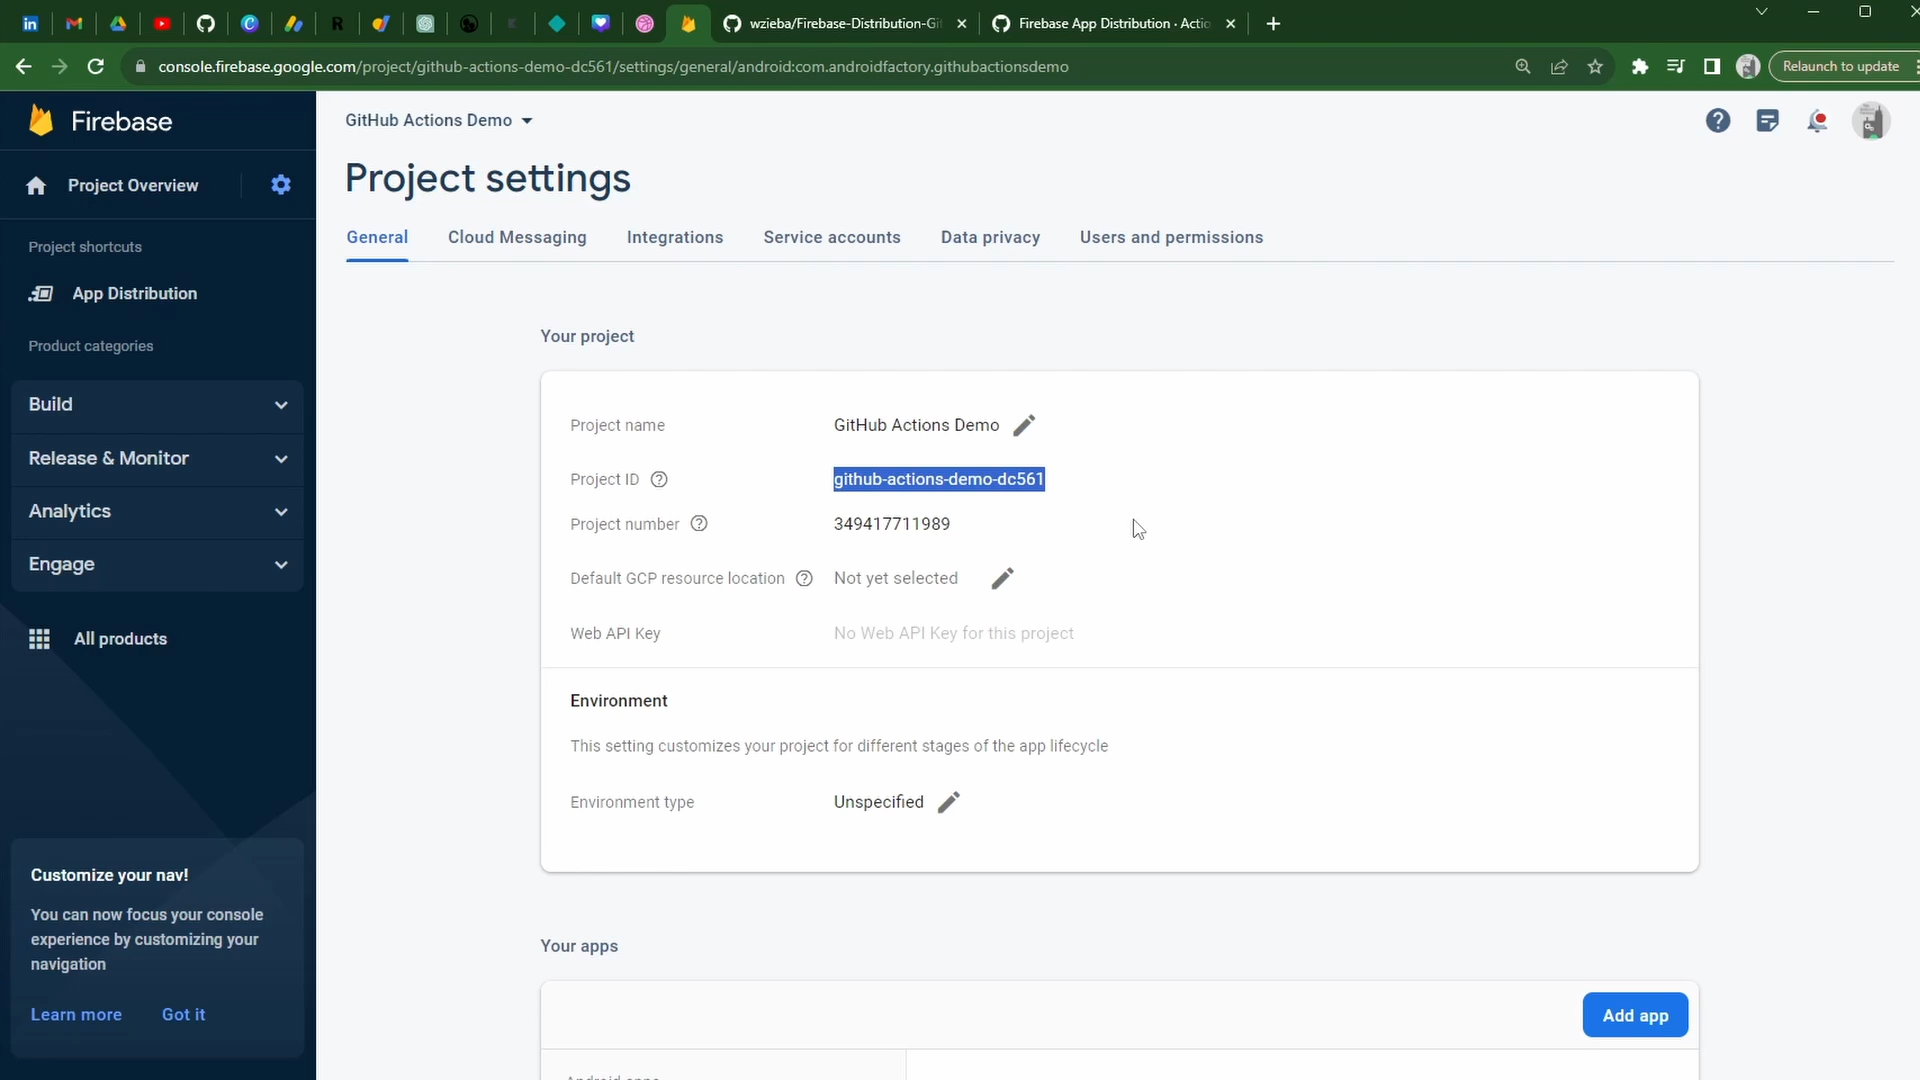 wzieba/Firebase-Distribution-Gi
Firebase App Distribution · Actio
console.firebase.google.com/project/github-actions-demo-dc561/settings/general/android:com.androidfactory.githubactionsdemo
Relaunch to update
Firebase
GitHub Actions Demo
Project Overview
Project settings
General
Cloud Messaging
Integrations
Service accounts
Data privacy
Users and permissions
Project shortcuts
App Distribution
Product categories
Build
Release & Monitor
Analytics
Engage
All products
Customize your nav!
You can now focus your console
experience by customizing your
navigation
Learn more
Got it
Your project
Project name
GitHub Actions Demo
Project ID
github-actions-demo-dc561
Project number
349417711989
Default GCP resource location
Not yet selected
Web API Key
No Web API Key for this project
Environment
This setting customizes your project for different stages of the app lifecycle
Environment type
Unspecified
Your apps
Add app
Android apps